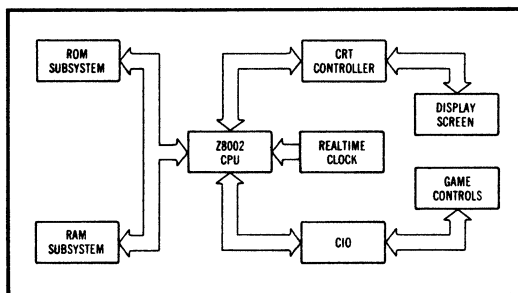 ROM
SUBSYSTEM
CRT
CONTROLLER
DISPLAY
SCREEN
Z8002
CPU
REALTIME
CLOCK
GAME
CONTROLS
RAM
SUBSYSTEM
CIO